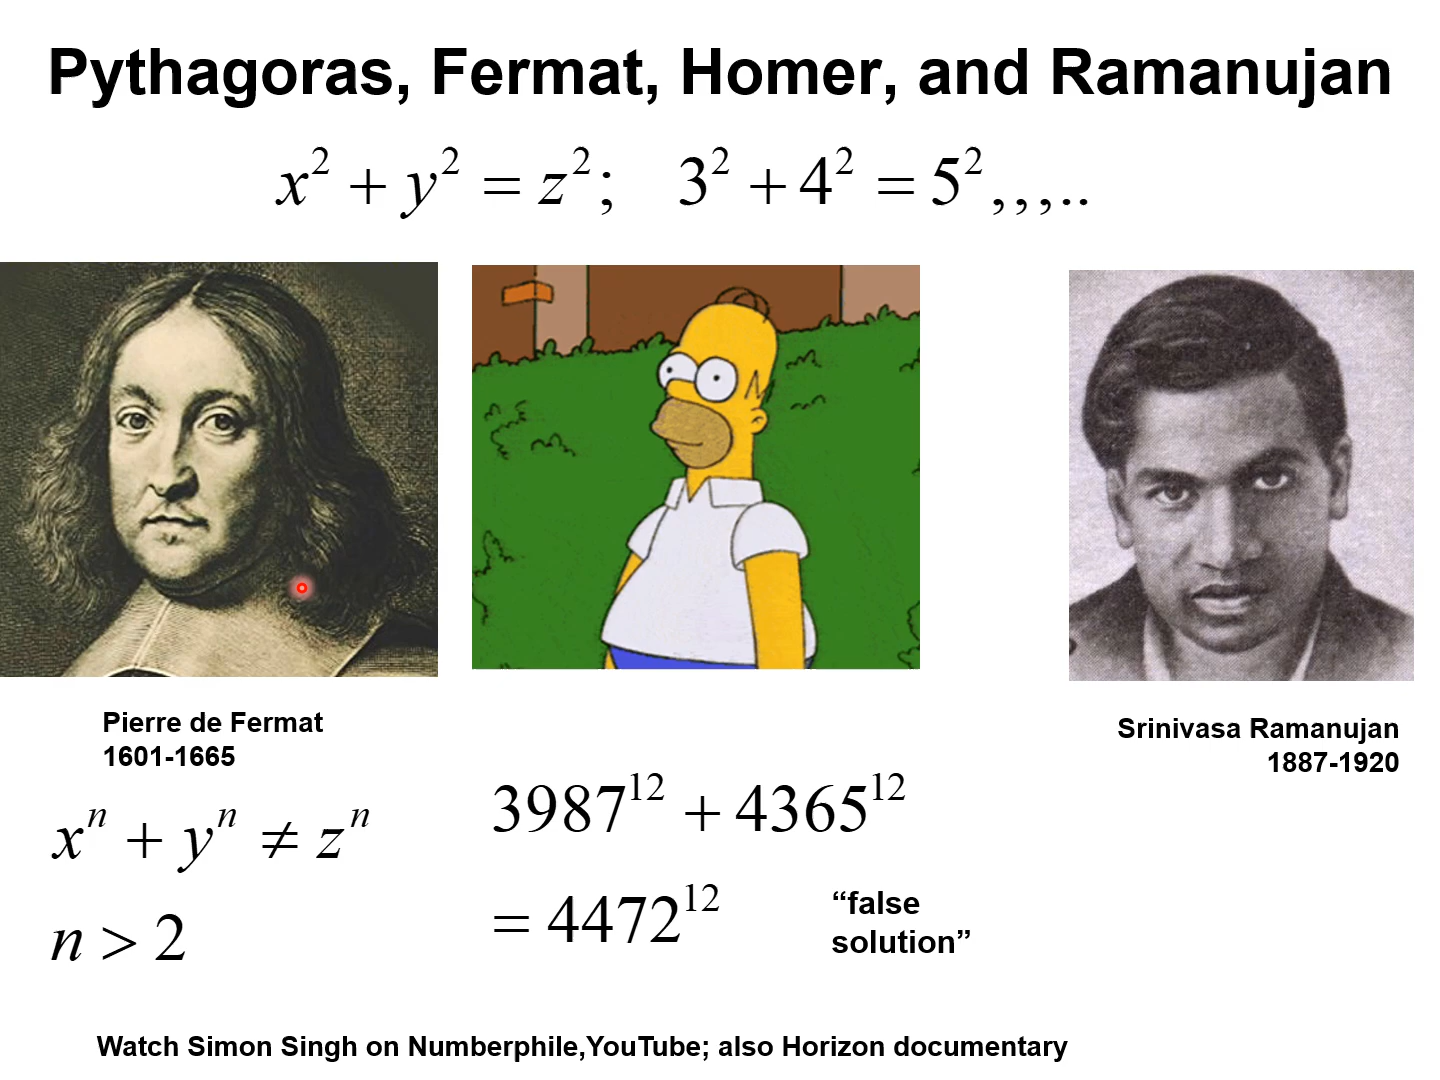 Pythagoras, Fermat, Homer, and Ramanujan
x² + y² = z²; 3² + 4² = 5²,,,..
Pierre de Fermat
1601-1665
xⁿ + yⁿ ≠ zⁿ
n > 2
3987¹² + 4365¹²
= 4472¹²
“false
solution”
Srinivasa Ramanujan
1887-1920
Watch Simon Singh on Numberphile,YouTube; also Horizon documentary